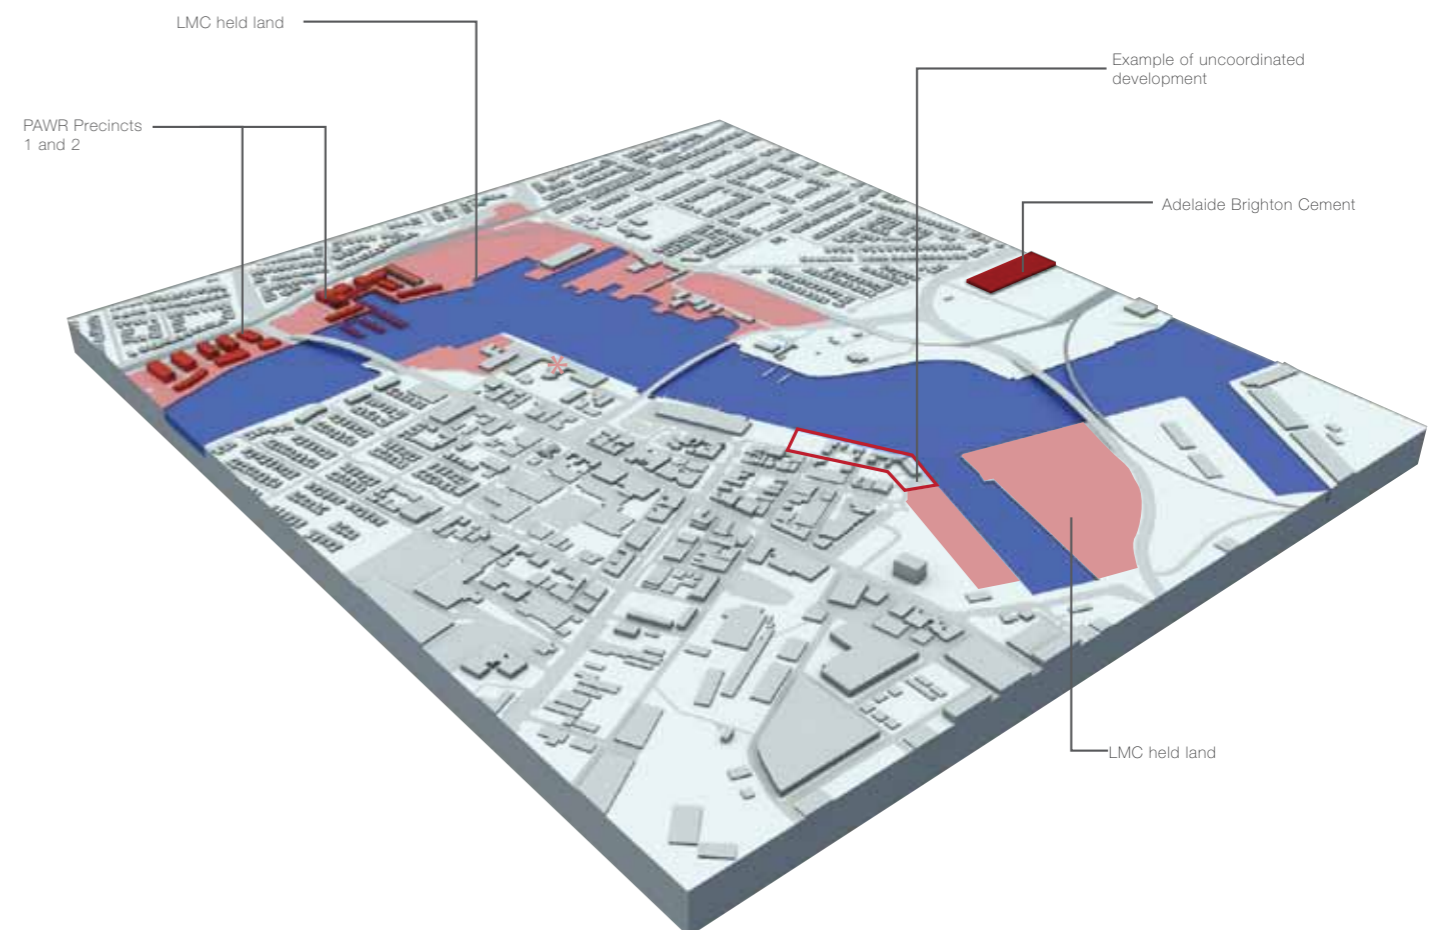 LMC held land
Example of uncoordinated
development
PAWR Precincts
1 and 2
Adelaide Brighton Cement
LMC held land